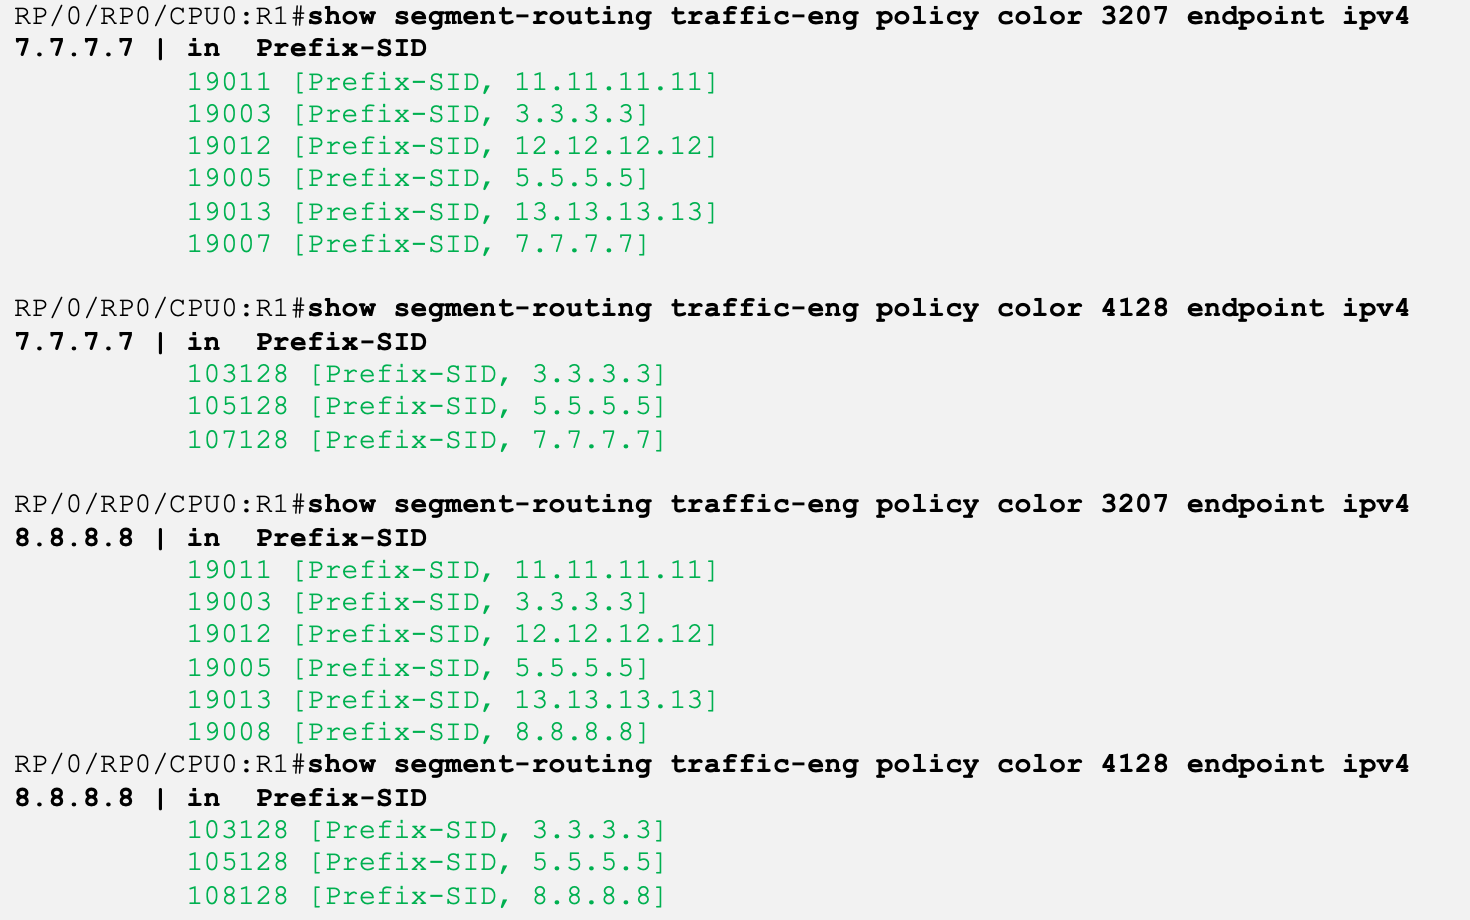 RP/0/RP0/CPU0:R1#show segment-routing traffic-eng policy color 3207 endpoint ipv4
7.7.7.7 | in  Prefix-SID
          19011 [Prefix-SID, 11.11.11.11]
          19003 [Prefix-SID, 3.3.3.3]
          19012 [Prefix-SID, 12.12.12.12]
          19005 [Prefix-SID, 5.5.5.5]
          19013 [Prefix-SID, 13.13.13.13]
          19007 [Prefix-SID, 7.7.7.7]

RP/0/RP0/CPU0:R1#show segment-routing traffic-eng policy color 4128 endpoint ipv4
7.7.7.7 | in  Prefix-SID
          103128 [Prefix-SID, 3.3.3.3]
          105128 [Prefix-SID, 5.5.5.5]
          107128 [Prefix-SID, 7.7.7.7]

RP/0/RP0/CPU0:R1#show segment-routing traffic-eng policy color 3207 endpoint ipv4
8.8.8.8 | in  Prefix-SID
          19011 [Prefix-SID, 11.11.11.11]
          19003 [Prefix-SID, 3.3.3.3]
          19012 [Prefix-SID, 12.12.12.12]
          19005 [Prefix-SID, 5.5.5.5]
          19013 [Prefix-SID, 13.13.13.13]
          19008 [Prefix-SID, 8.8.8.8]
RP/0/RP0/CPU0:R1#show segment-routing traffic-eng policy color 4128 endpoint ipv4
8.8.8.8 | in  Prefix-SID
          103128 [Prefix-SID, 3.3.3.3]
          105128 [Prefix-SID, 5.5.5.5]
          108128 [Prefix-SID, 8.8.8.8]